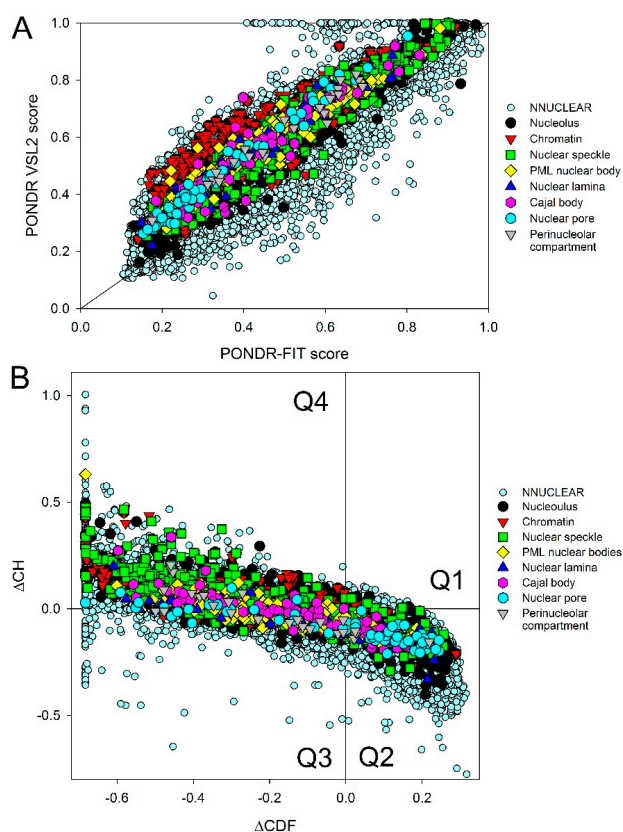 A
1.0
0.8
0.6
0.4
0.2
0.0
PONDR VSL2 score
0.0
0.2
0.4
0.6
0.8
1.0
PONDR-FIT score
NNUCLEAR
Nucleolus
Chromatin
Nuclear speckle
PML nuclear body
Nuclear lamina
Cajal body
Nuclear pore
Perinucleolar
compartment
B
Q4
Q1
Q3
Q2
1.0
0.5
0.0
-0.5
ΔCH
-0.6
-0.4
-0.2
0.0
0.2
ΔCDF
NNUCLEAR
Nucleoulus
Chromatin
Nuclear speckle
PML nuclear bodies
Nuclear lamina
Cajal body
Nuclear pore
Perinucleolar
compartment